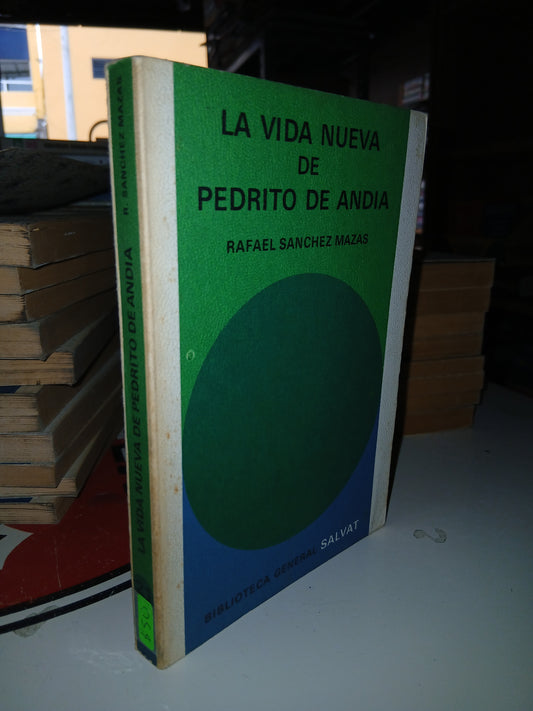 LA VIDA NUEVA
DE
PEDRITO DE ANDIA
RAFAEL SANCHEZ MAZAS
BIBLIOTECA GENERAL SALVAT
LA VIDA NUEVA DE PEDRITO DE ANDIA R. SANCHEZ MAZAS